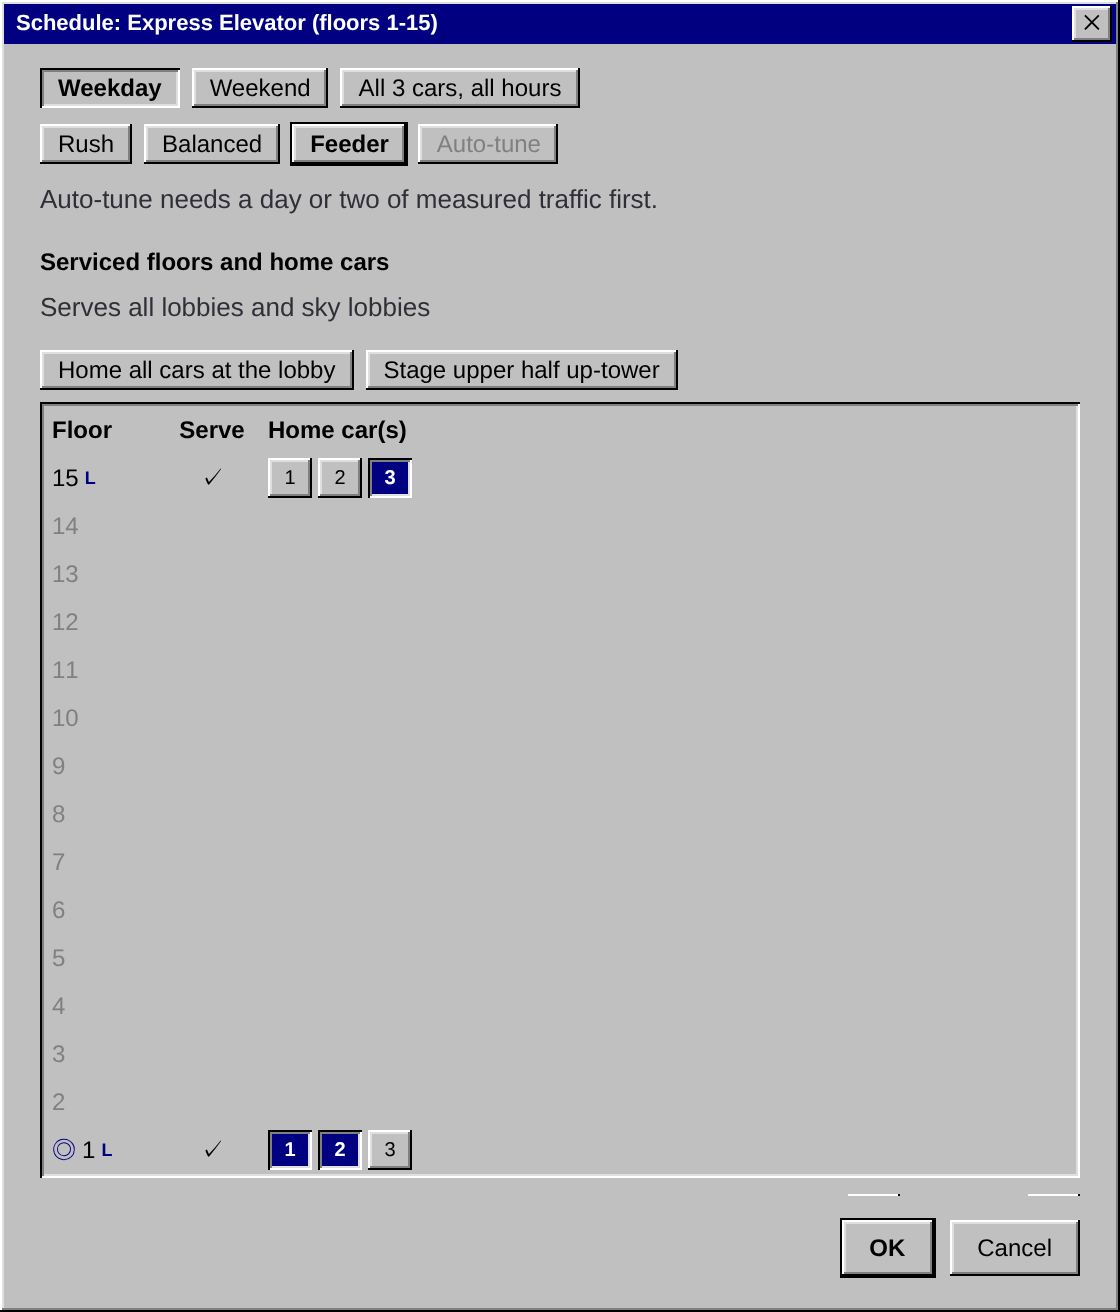 Schedule: Express Elevator (floors 1-15)
Weekday Weekend All 3 cars, all hours
Rush Balanced Feeder Auto-tune
Auto-tune needs a day or two of measured traffic first.
Serviced floors and home cars
Serves all lobbies and sky lobbies
Home all cars at the lobby Stage upper half up-tower
Floor Serve Home car(s)
15 L ✓ 1 2 3
14
13
12
11
10
9
8
7
6
5
4
3
2
◎ 1 L ✓ 1 2 3
OK Cancel